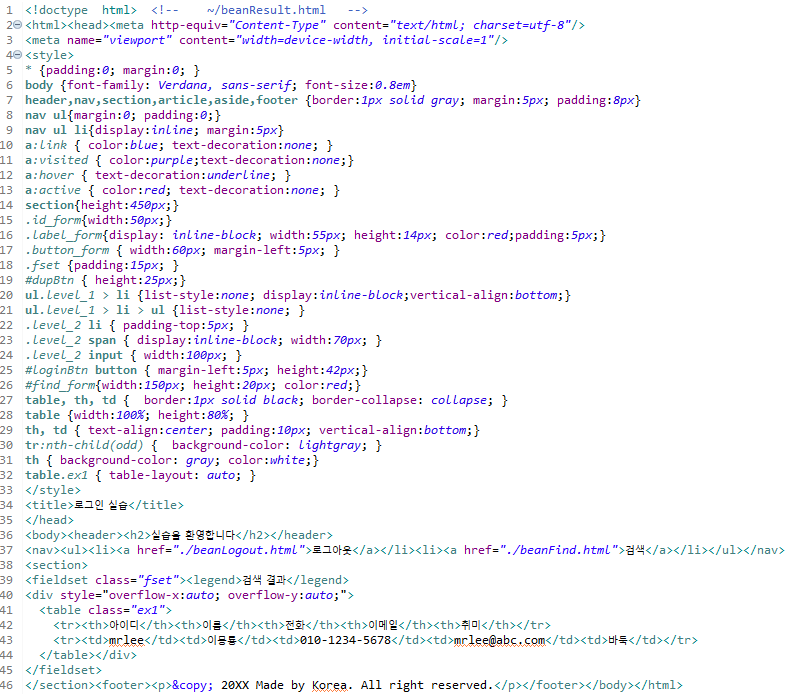 1 <!doctype  html>  <!--   ~/beanResult.html   -->
2 <html><head><meta http-equiv="Content-Type" content="text/html; charset=utf-8"/>
3 <meta name="viewport" content="width=device-width, initial-scale=1"/>
4 <style>
5 * {padding:0; margin:0; }
6 body {font-family: Verdana, sans-serif; font-size:0.8em}
7 header,nav,section,article,aside,footer {border:1px solid gray; margin:5px; padding:8px}
8 nav ul{margin:0; padding:0;}
9 nav ul li{display:inline; margin:5px}
10 a:link { color:blue; text-decoration:none; }
11 a:visited { color:purple;text-decoration:none;}
12 a:hover { text-decoration:underline; }
13 a:active { color:red; text-decoration:none; }
14 section{height:450px;}
15 .id_form{width:50px;}
16 .label_form{display: inline-block; width:55px; height:14px; color:red;padding:5px;}
17 .button_form { width:60px; margin-left:5px; }
18 .fset {padding:15px; }
19 #dupBtn { height:25px;}
20 ul.level_1 > li {list-style:none; display:inline-block;vertical-align:bottom;}
21 ul.level_1 > li > ul {list-style:none; }
22 .level_2 li { padding-top:5px; }
23 .level_2 span { display:inline-block; width:70px; }
24 .level_2 input { width:100px; }
25 #loginBtn button { margin-left:5px; height:42px;}
26 #find_form{width:150px; height:20px; color:red;}
27 table, th, td {  border:1px solid black; border-collapse: collapse; }
28 table {width:100%; height:80%; }
29 th, td { text-align:center; padding:10px; vertical-align:bottom;}
30 tr:nth-child(odd) {  background-color: lightgray; }
31 th { background-color: gray; color:white;}
32 table.ex1 { table-layout: auto; }
33 </style>
34 <title>로그인 실습</title>
35 </head>
36 <body><header><h2>실습을 환영합니다</h2></header>
37 <nav><ul><li><a href="./beanLogout.html">로그아웃</a></li><li><a href="./beanFind.html">검색</a></li></ul></nav>
38 <section>
39 <fieldset class="fset"><legend>검색 결과</legend>
40 <div style="overflow-x:auto; overflow-y:auto;">
41   <table class="ex1">
42     <tr><th>아이디</th><th>이름</th><th>전화</th><th>이메일</th><th>취미</th></tr>
43     <tr><td>mrlee</td><td>이몽룡</td><td>010-1234-5678</td><td>mrlee@abc.com</td><td>바둑</td></tr>
44   </table></div>
45 </fieldset>
46 </section><footer><p>&copy; 20XX Made by Korea. All right reserved.</p></footer></body></html>